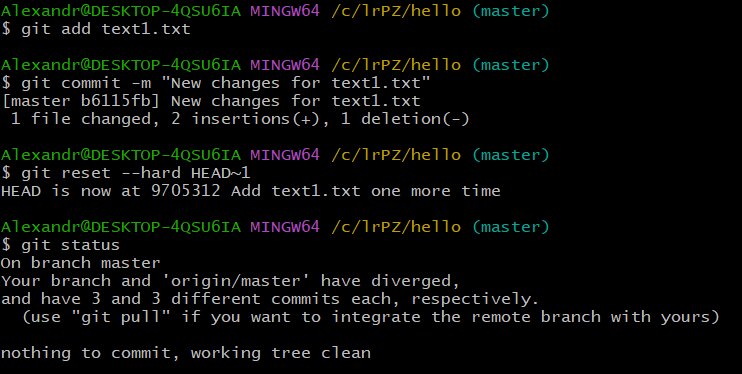 Alexandr@DESKTOP-4QSU6IA MINGW64 /c/lrPZ/hello (master)
$ git add text1.txt

Alexandr@DESKTOP-4QSU6IA MINGW64 /c/lrPZ/hello (master)
$ git commit -m "New changes for text1.txt"
[master b6115fb] New changes for text1.txt
 1 file changed, 2 insertions(+), 1 deletion(-)

Alexandr@DESKTOP-4QSU6IA MINGW64 /c/lrPZ/hello (master)
$ git reset --hard HEAD~1
HEAD is now at 9705312 Add text1.txt one more time

Alexandr@DESKTOP-4QSU6IA MINGW64 /c/lrPZ/hello (master)
$ git status
On branch master
Your branch and 'origin/master' have diverged,
and have 3 and 3 different commits each, respectively.
  (use "git pull" if you want to integrate the remote branch with yours)

nothing to commit, working tree clean